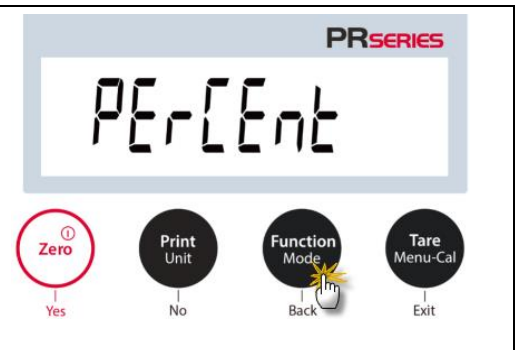 PRSERIES
PErCEnt
Zero
Print
Unit
Function
Mode
Tare
Menu-Cal
Yes
No
Back
Exit